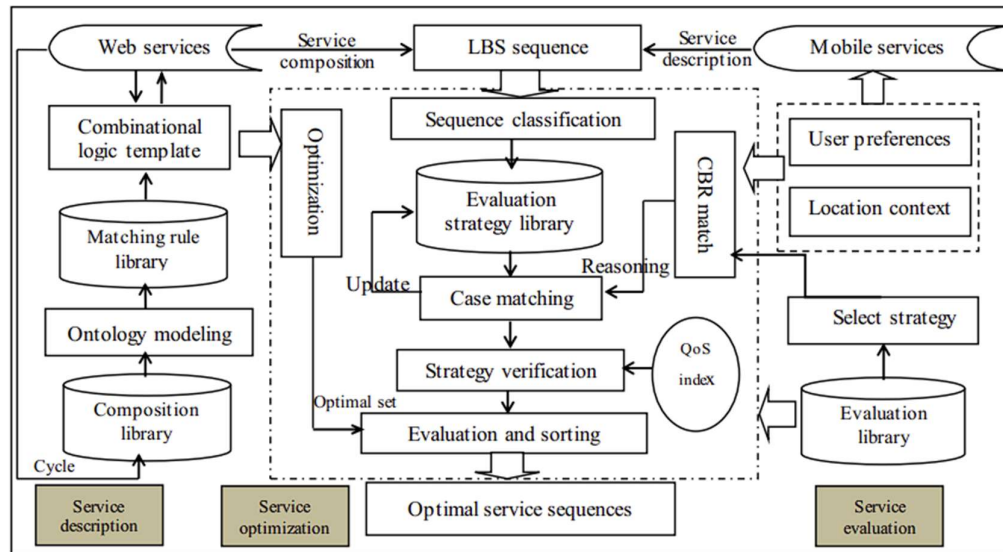 Web services
Service
composition
LBS sequence
Service
description
Mobile services
Combinational
logic template
Optimization
Sequence classification
CBR match
User preferences
Location context
Evaluation
strategy library
Matching rule
library
Reasoning
Update
Case matching
Ontology modeling
Select strategy
Strategy verification
QoS
index
Composition
library
Optimal set
Evaluation and sorting
Evaluation
library
Cycle
Service
description
Service
optimization
Optimal service sequences
Service
evaluation